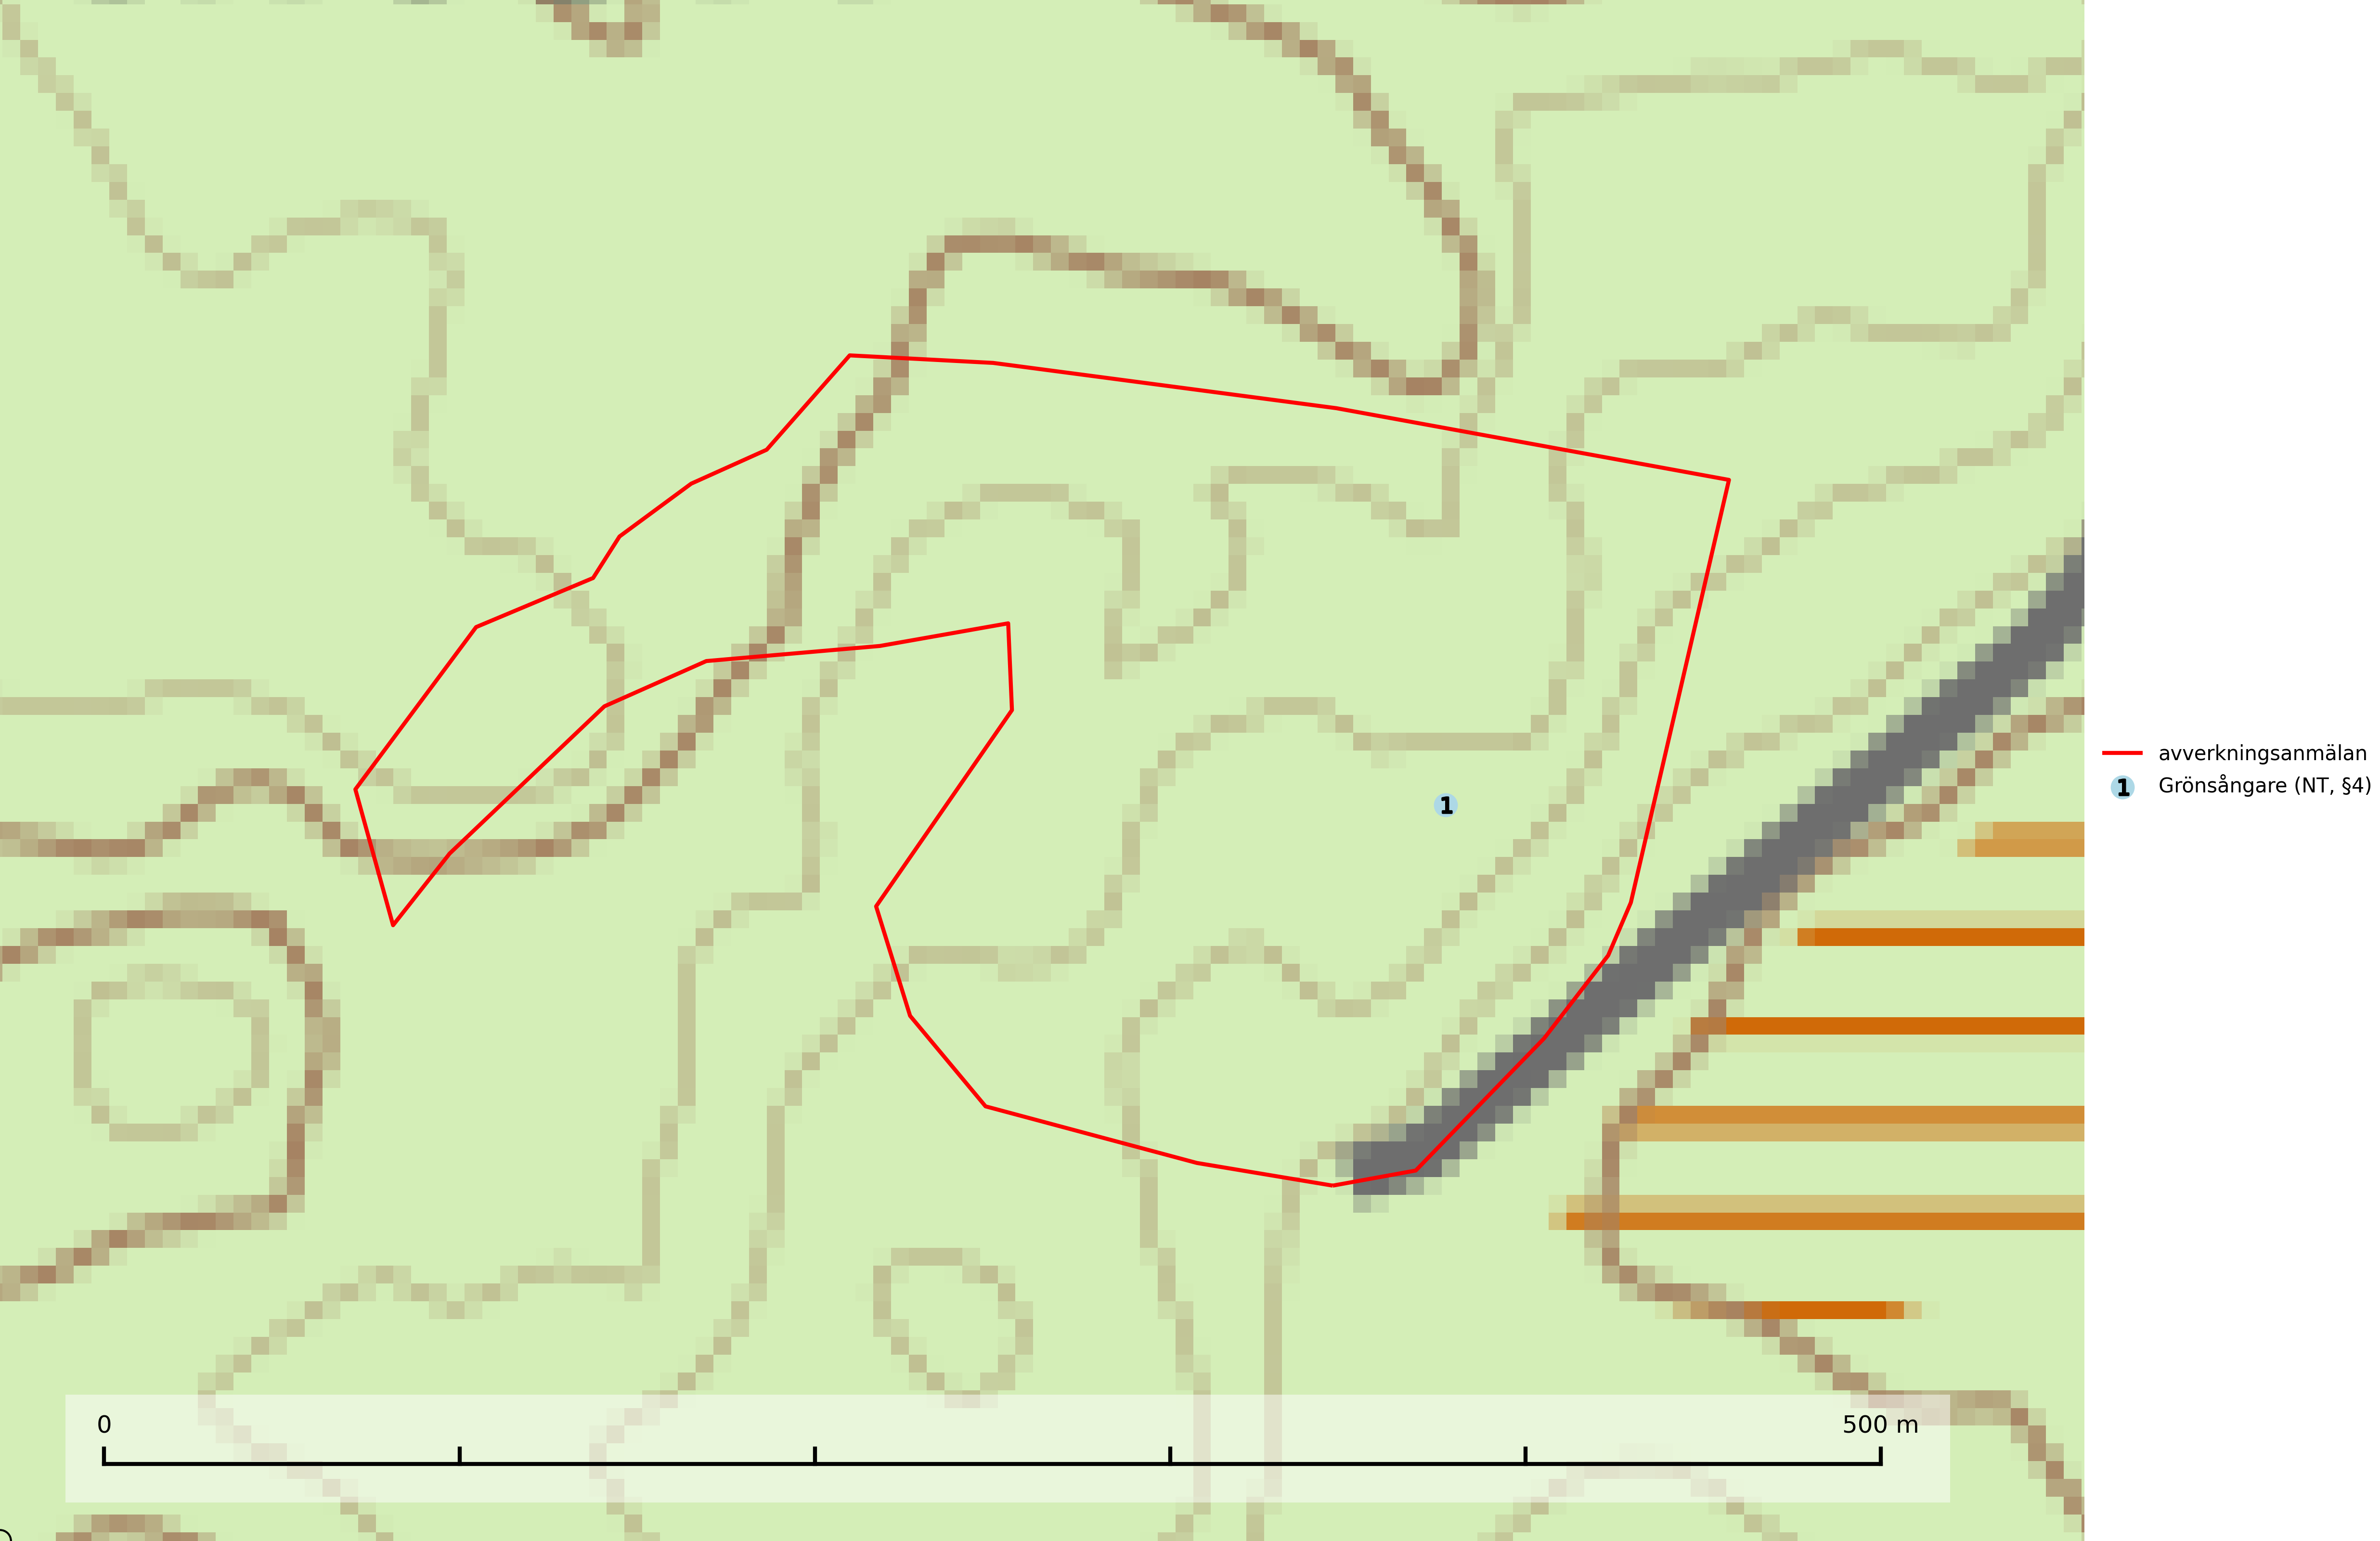 avverkningsanmälan
1 Grönsångare (NT, §4)
1
0 500 m